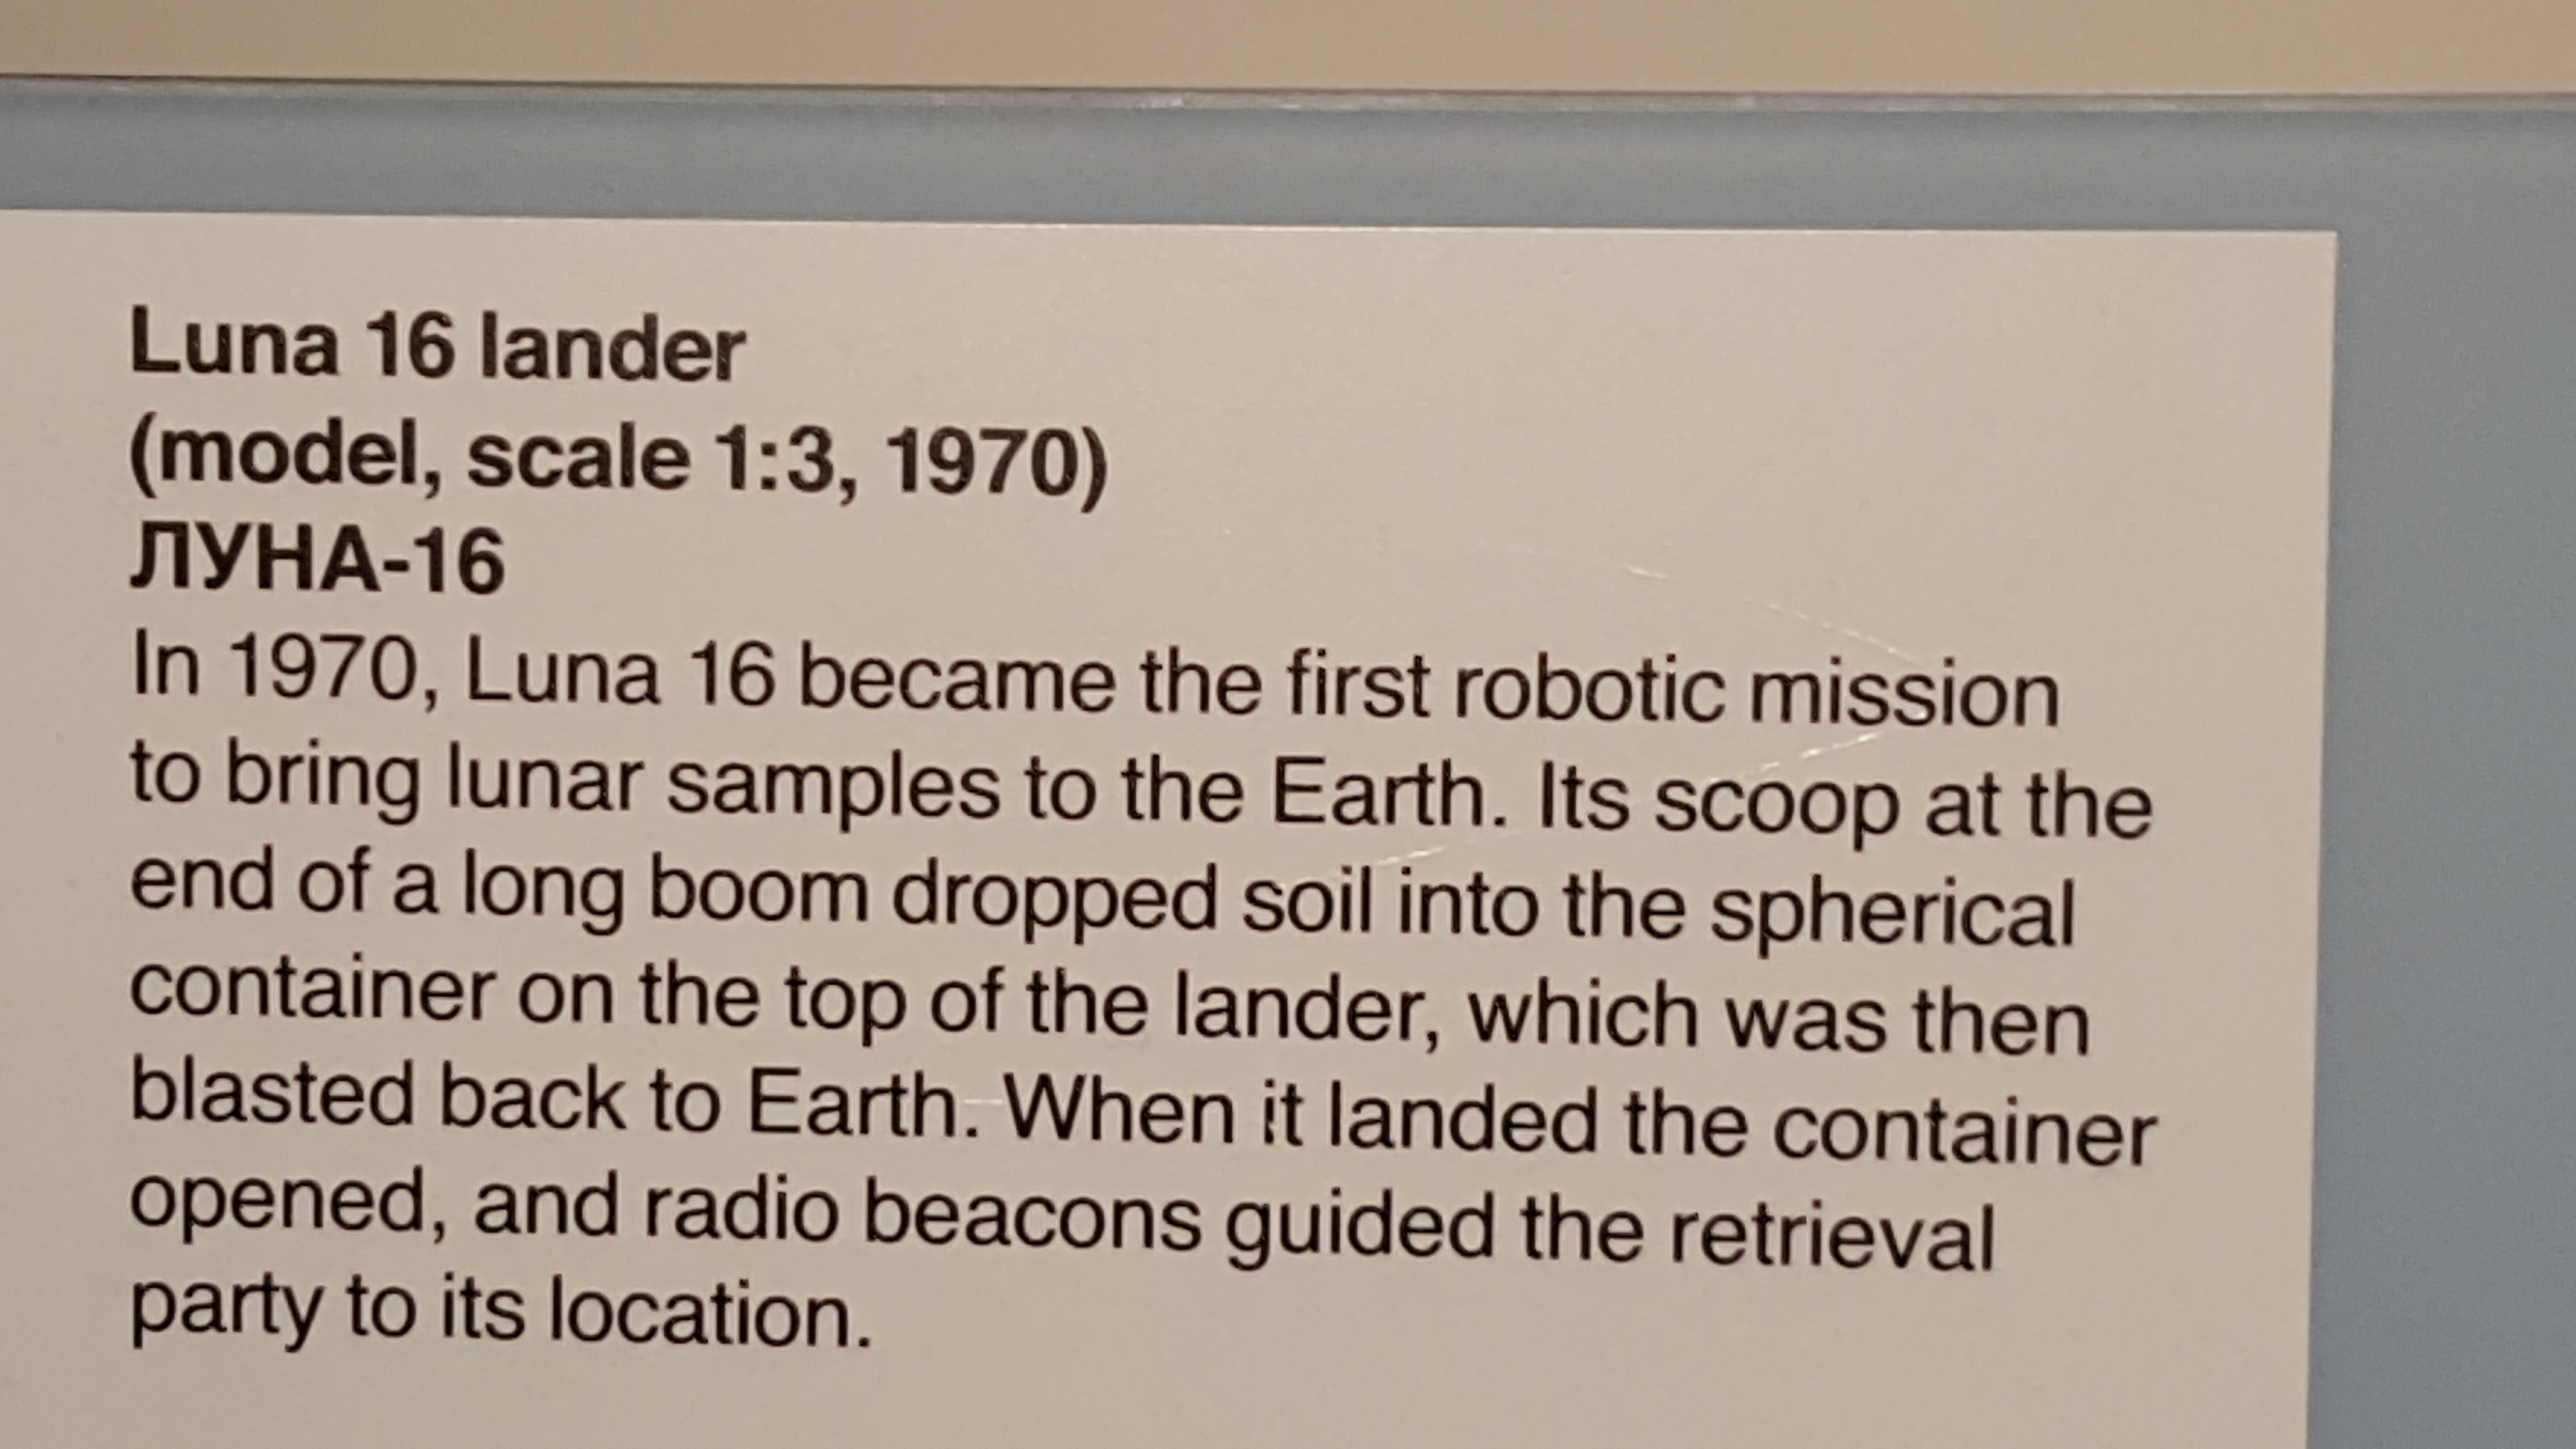 Luna 16 lander
(model, scale 1:3, 1970)
ЛУНА-16
In 1970, Luna 16 became the first robotic mission
to bring lunar samples to the Earth. Its scoop at the
end of a long boom dropped soil into the spherical
container on the top of the lander, which was then
blasted back to Earth. When it landed the container
opened, and radio beacons guided the retrieval
party to its location.